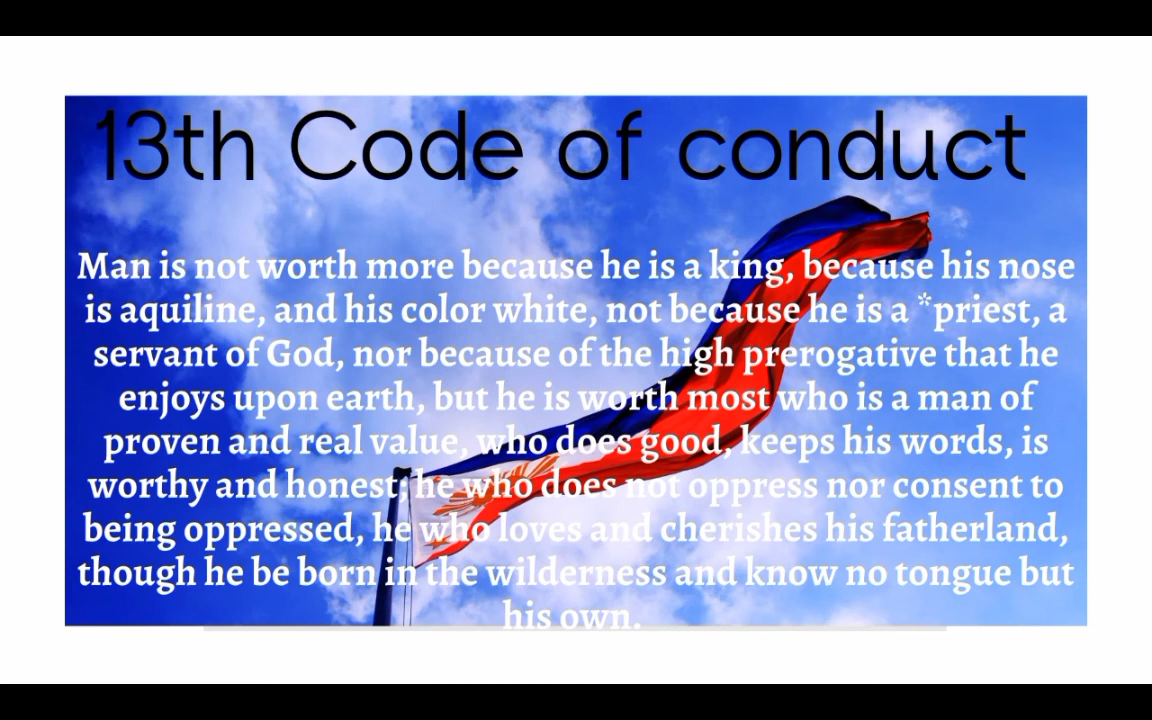 13th Code of conduct
Man is not worth more because he is a king, because his nose
is aquiline, and his color white, not because he is a *priest, a
servant of God, nor because of the high prerogative that he
enjoys upon earth, but he is worth most who is a man of
proven and real value, who does good, keeps his words, is
worthy and honest; he who does not oppress nor consent to
being oppressed, he who loves and cherishes his fatherland,
though he be born in the wilderness and know no tongue but
his own.